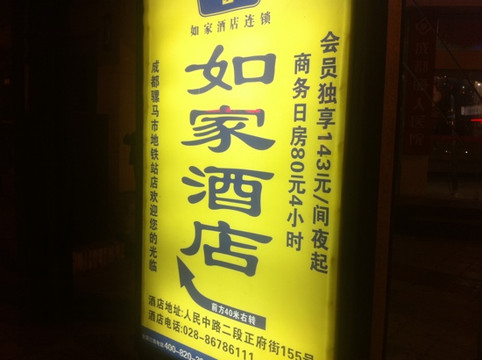 如家酒店连锁
会员独享143元/间夜起
商务日房80元4小时
如家酒店
成都骡马市地铁站店欢迎您的光临
前方40米右转
酒店地址:人民中路二段正府街155号
酒店电话:028-86786111
400-820-